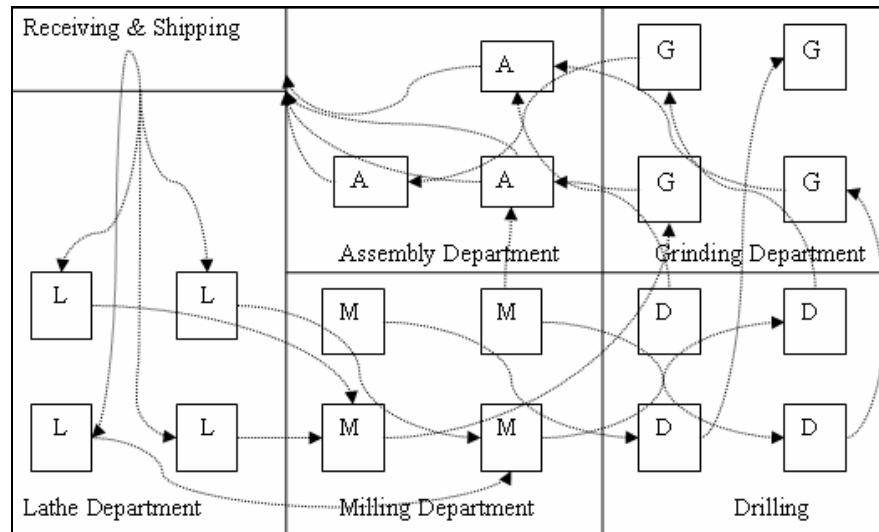 Receiving & Shipping
A
G
G
A
A
G
G
Assembly Department
Grinding Department
L
L
M
M
D
D
L
L
M
M
D
D
Lathe Department
Milling Department
Drilling